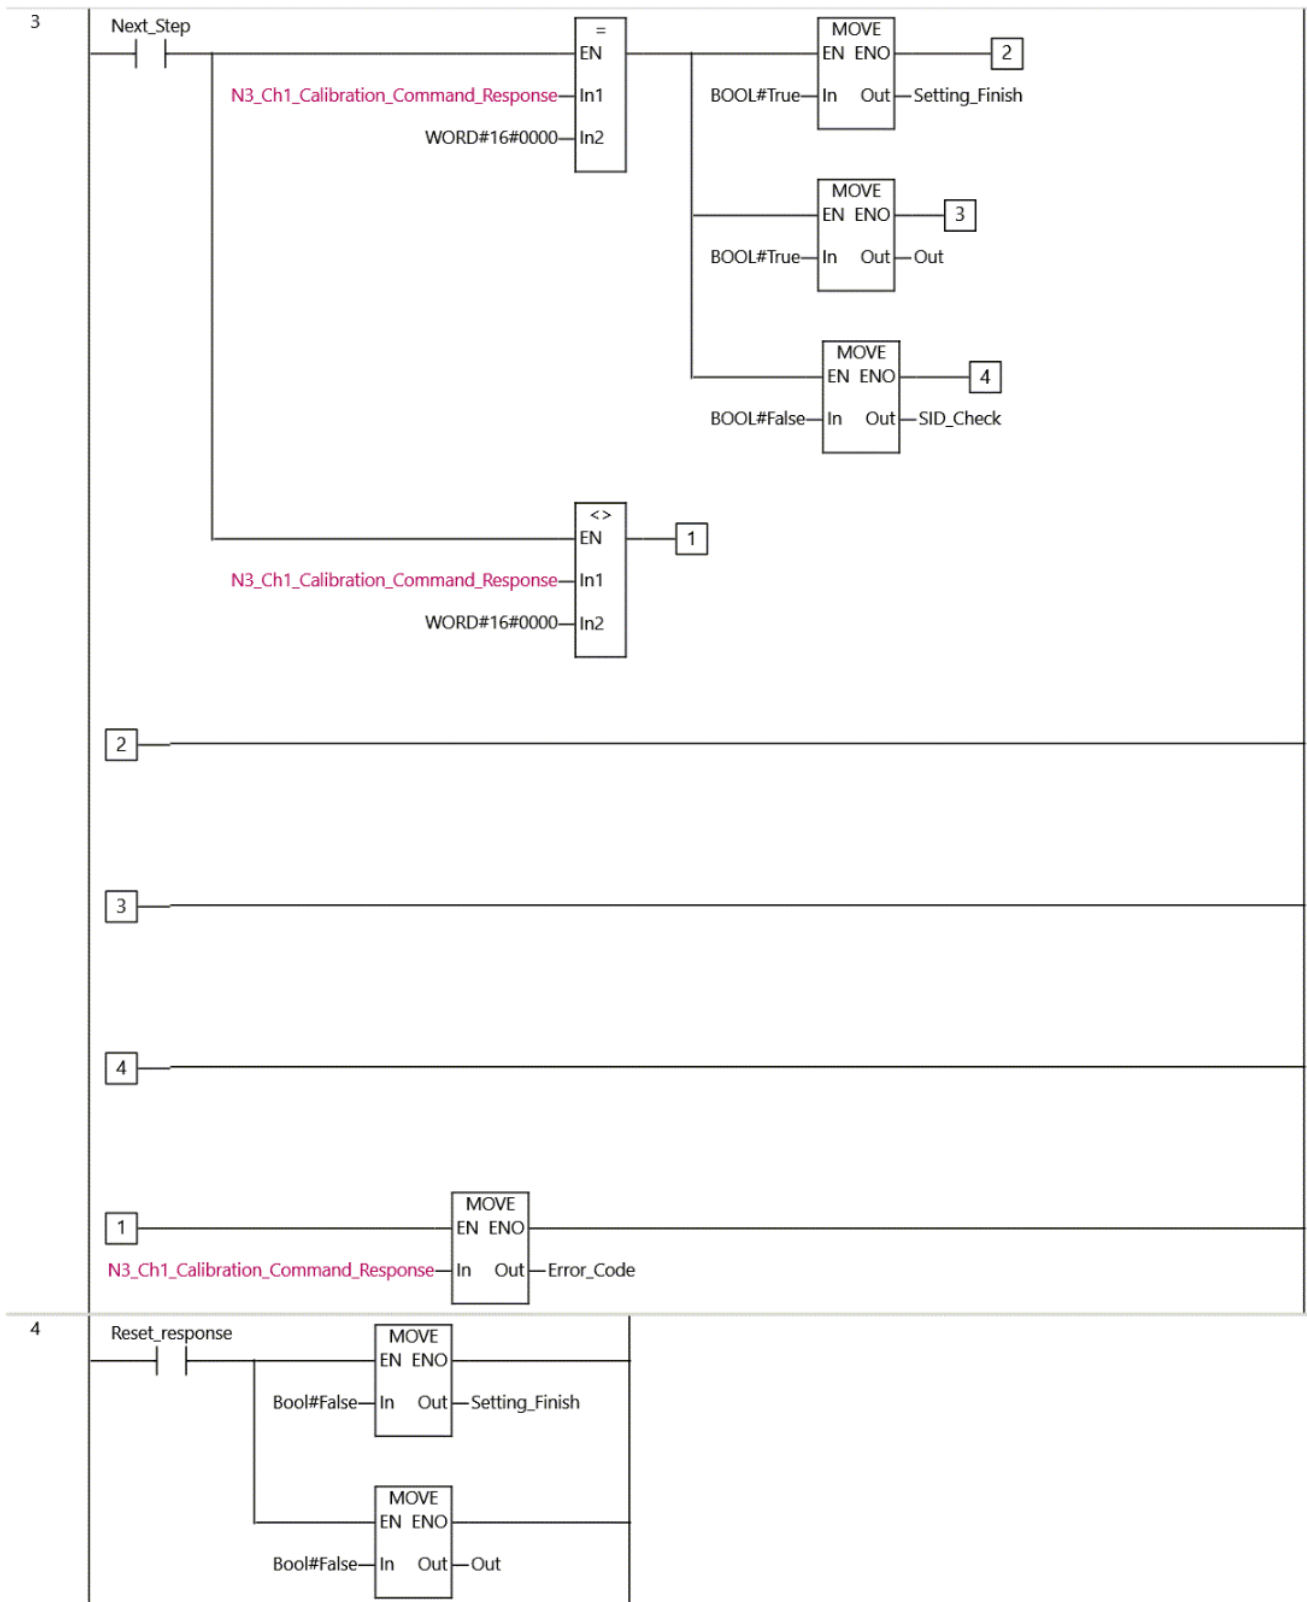 3
Next_Step
=
EN
N3_Ch1_Calibration_Command_Response In1
WORD#16#0000 In2
MOVE
EN ENO 2
BOOL#True In Out Setting_Finish
MOVE
EN ENO 3
BOOL#True In Out Out
MOVE
EN ENO 4
BOOL#False In Out SID_Check
<>
EN 1
N3_Ch1_Calibration_Command_Response In1
WORD#16#0000 In2
2
3
4
MOVE
1 EN ENO
N3_Ch1_Calibration_Command_Response In Out Error_Code
4
Reset_response
MOVE
EN ENO
Bool#False In Out Setting_Finish
MOVE
EN ENO
Bool#False In Out Out